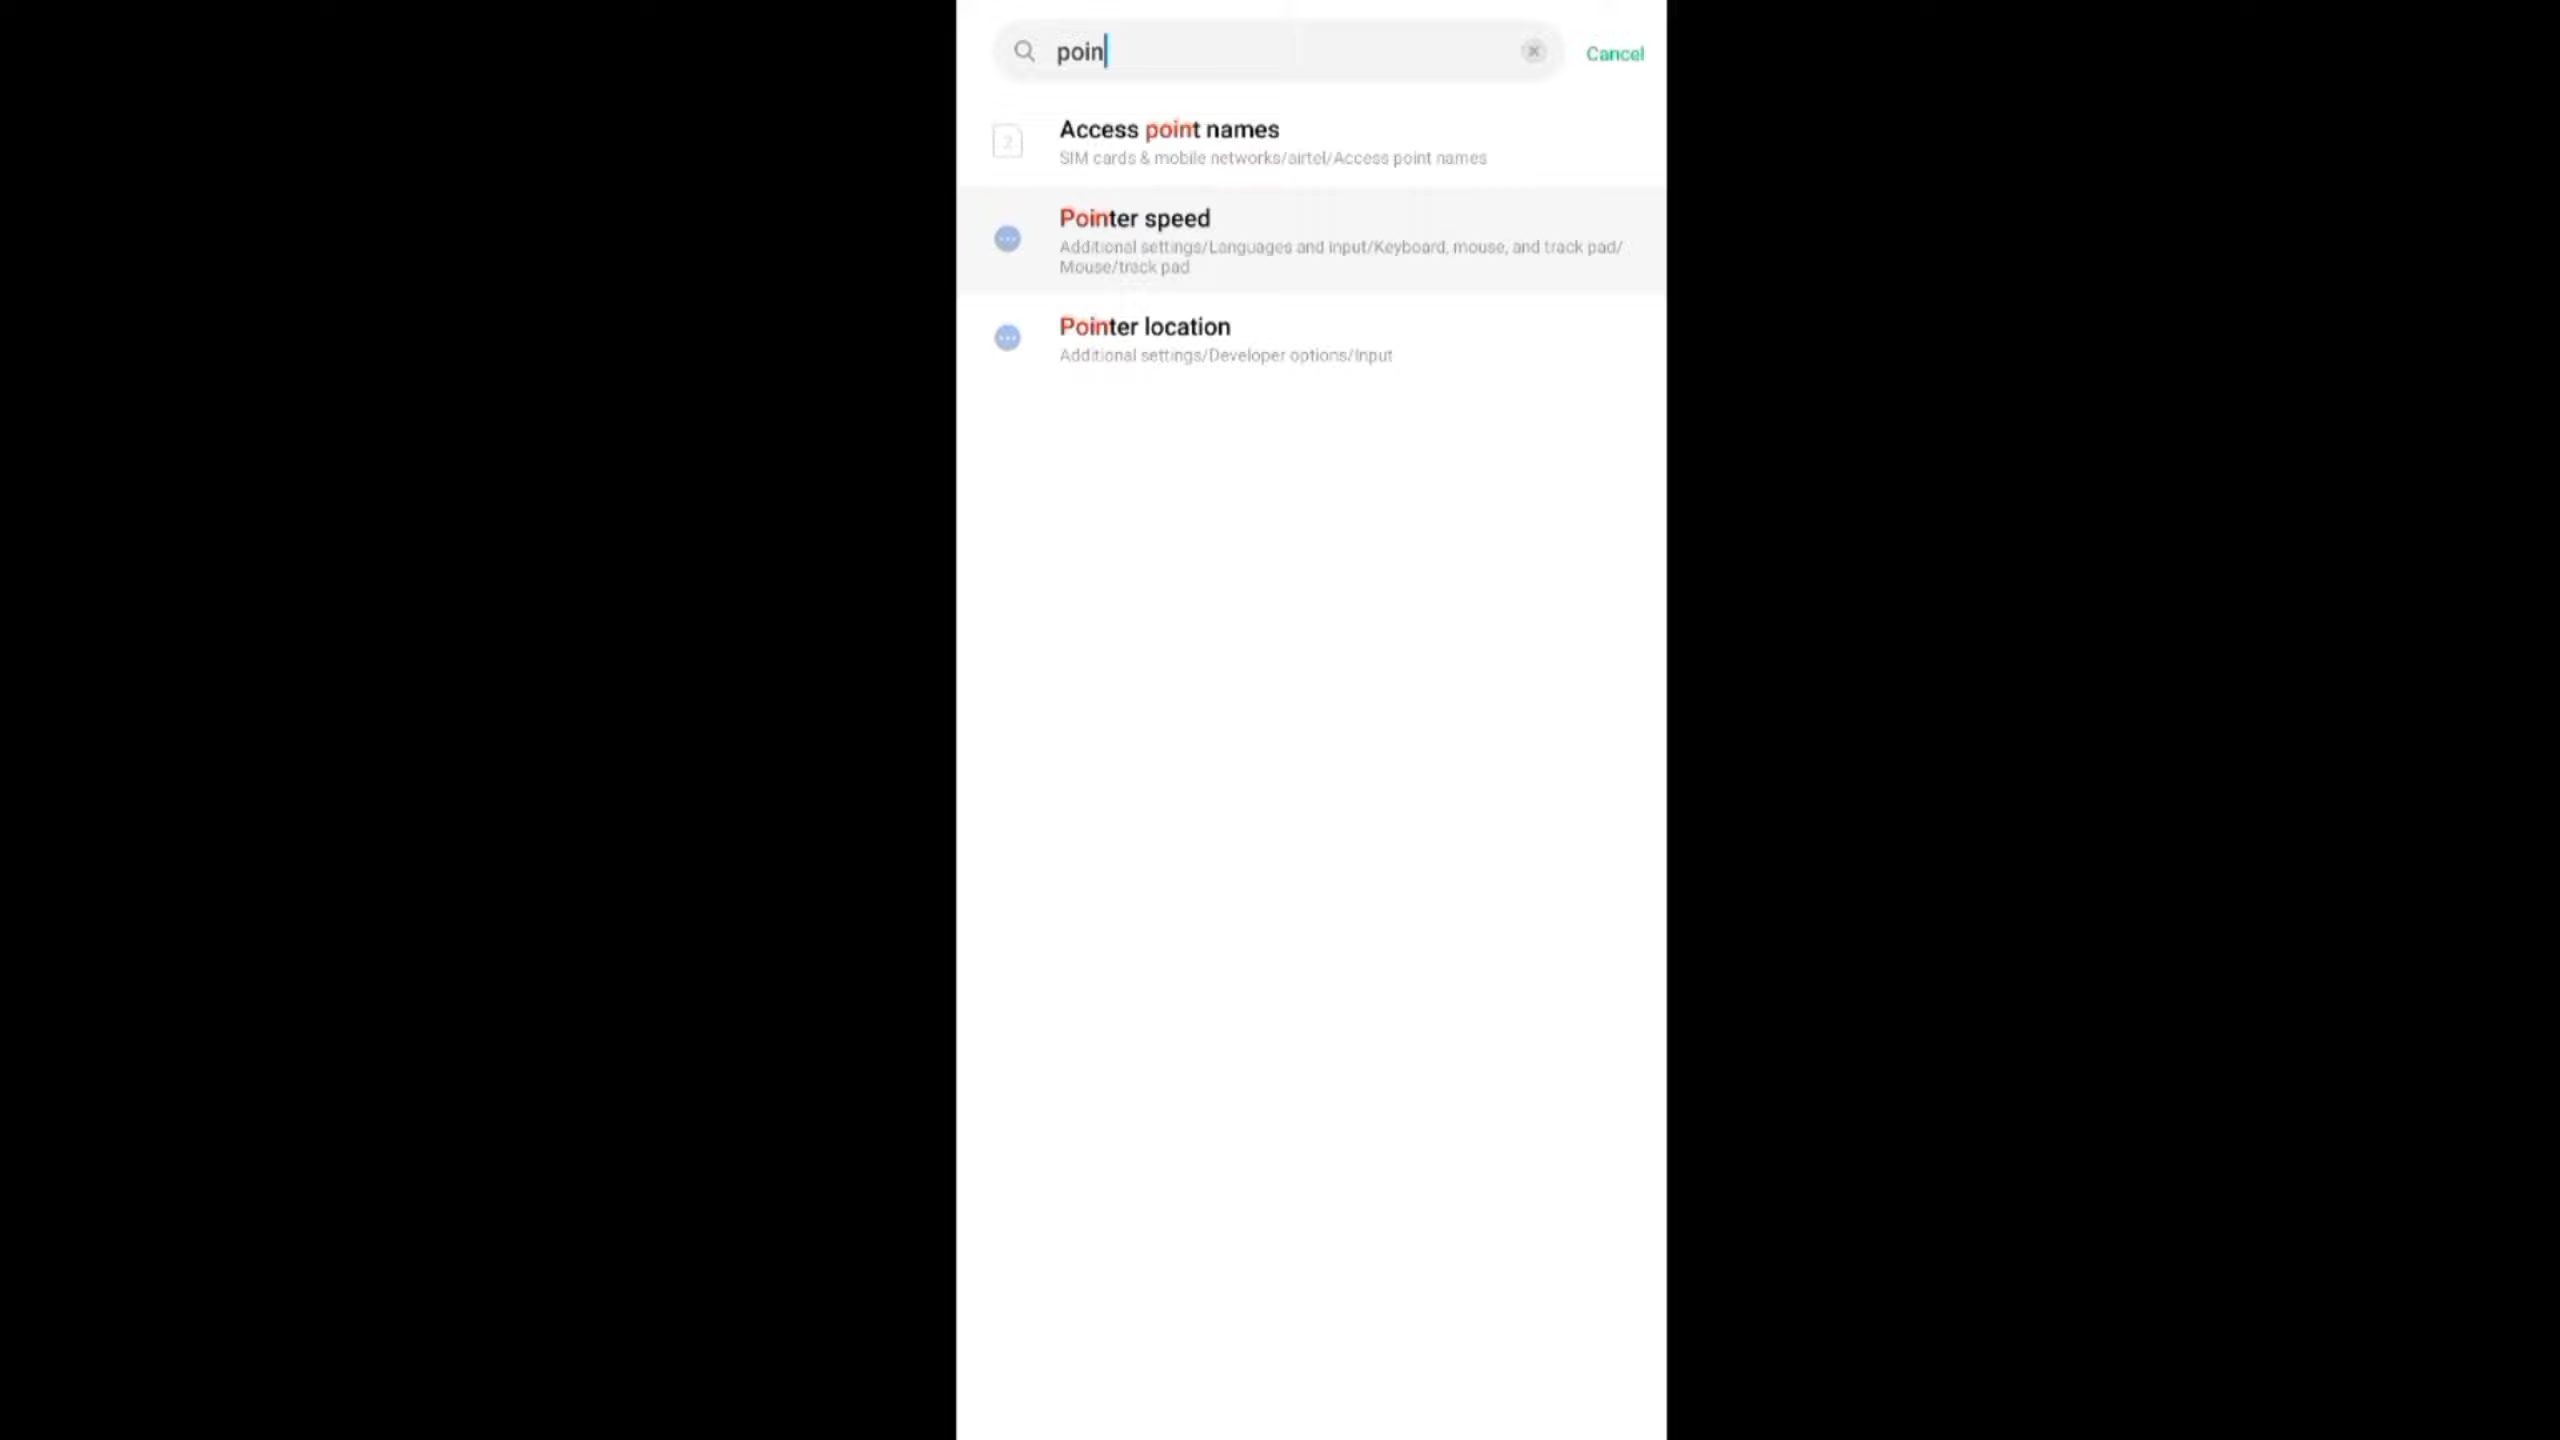 poin
Cancel
Access point names
SIM cards & mobile networks/airtel/Access point names
2
Pointer speed
Additional settings/Languages and input/Keyboard, mouse, and track pad/
Mouse/track pad
Pointer location
Additional settings/Developer options/Input